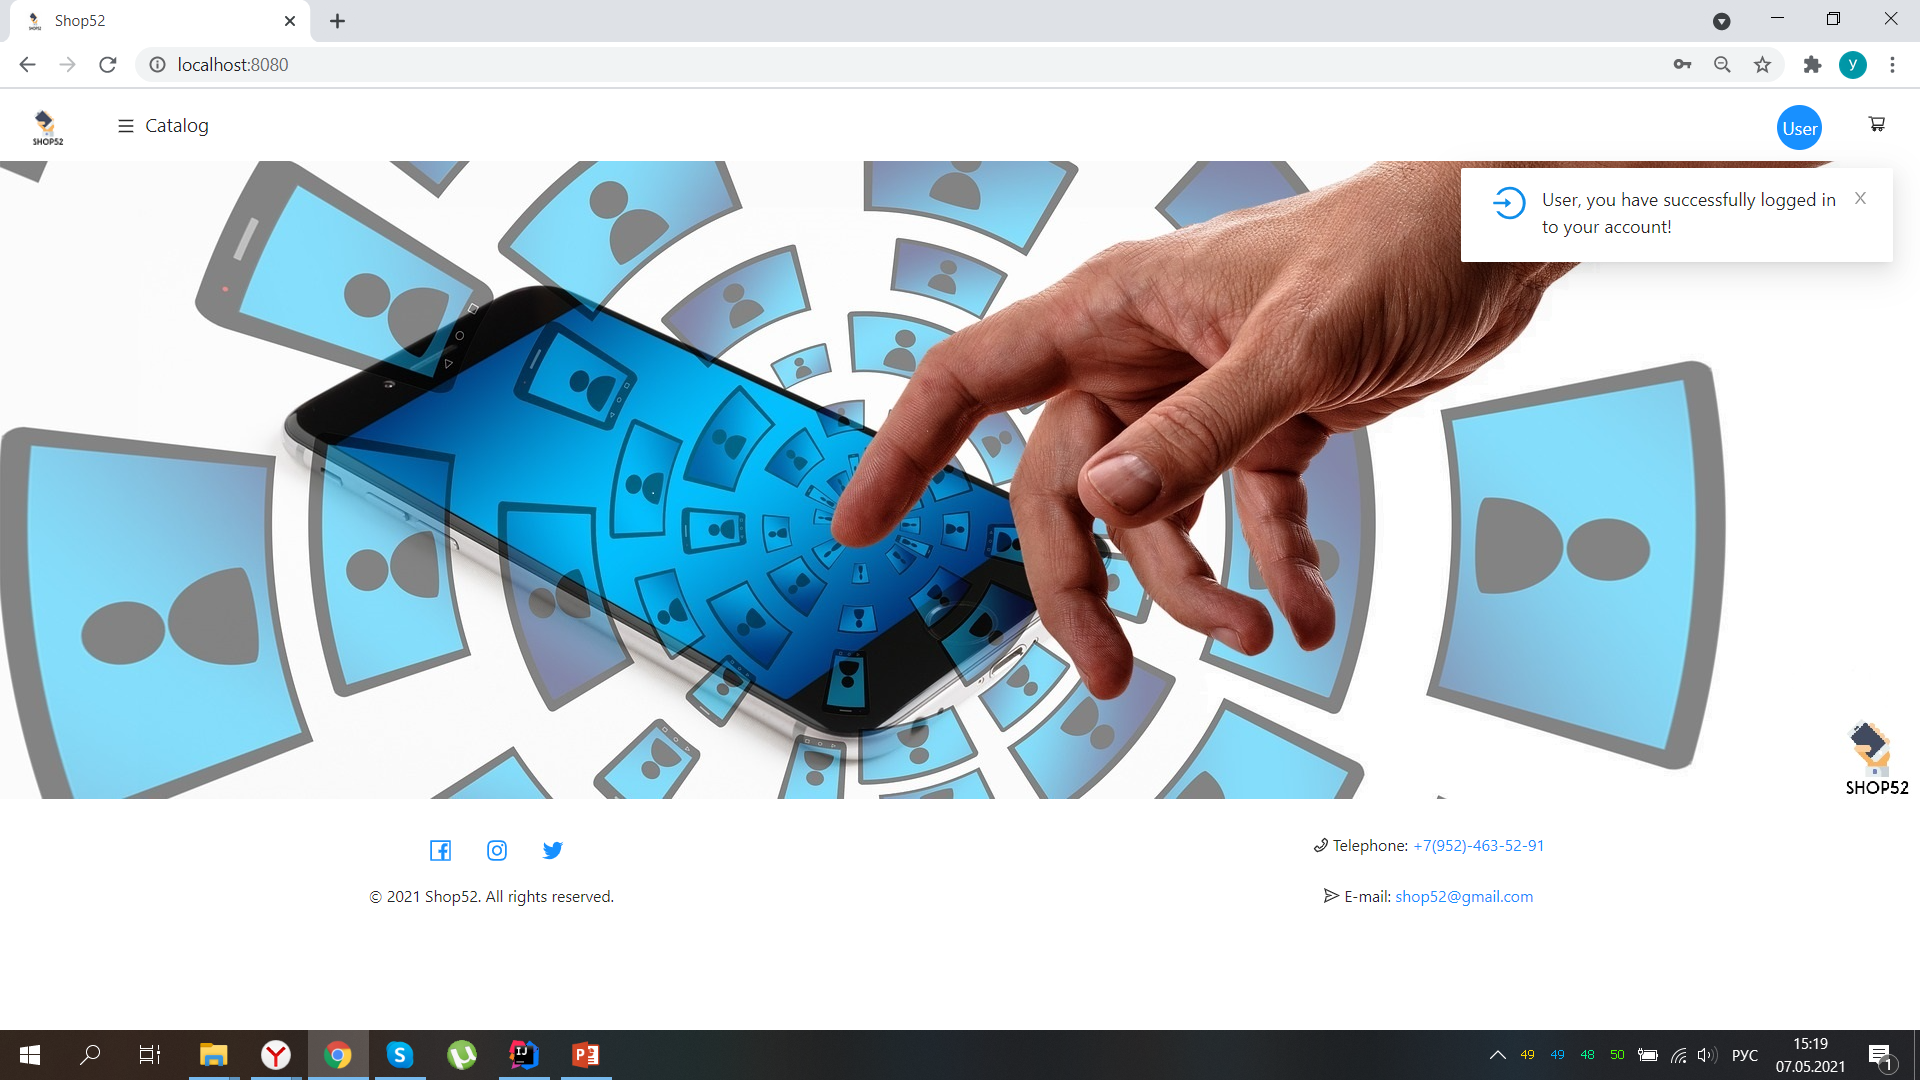 Shop52
localhost:8080
y
SHOP52
Catalog
User
User, you have successfully logged in
to your account!
SHOP52
Telephone: +7(952)-463-52-91
© 2021 Shop52. All rights reserved.
E-mail: shop52@gmail.com
49 49 48 50 РУС
15:19
07.05.2021
1